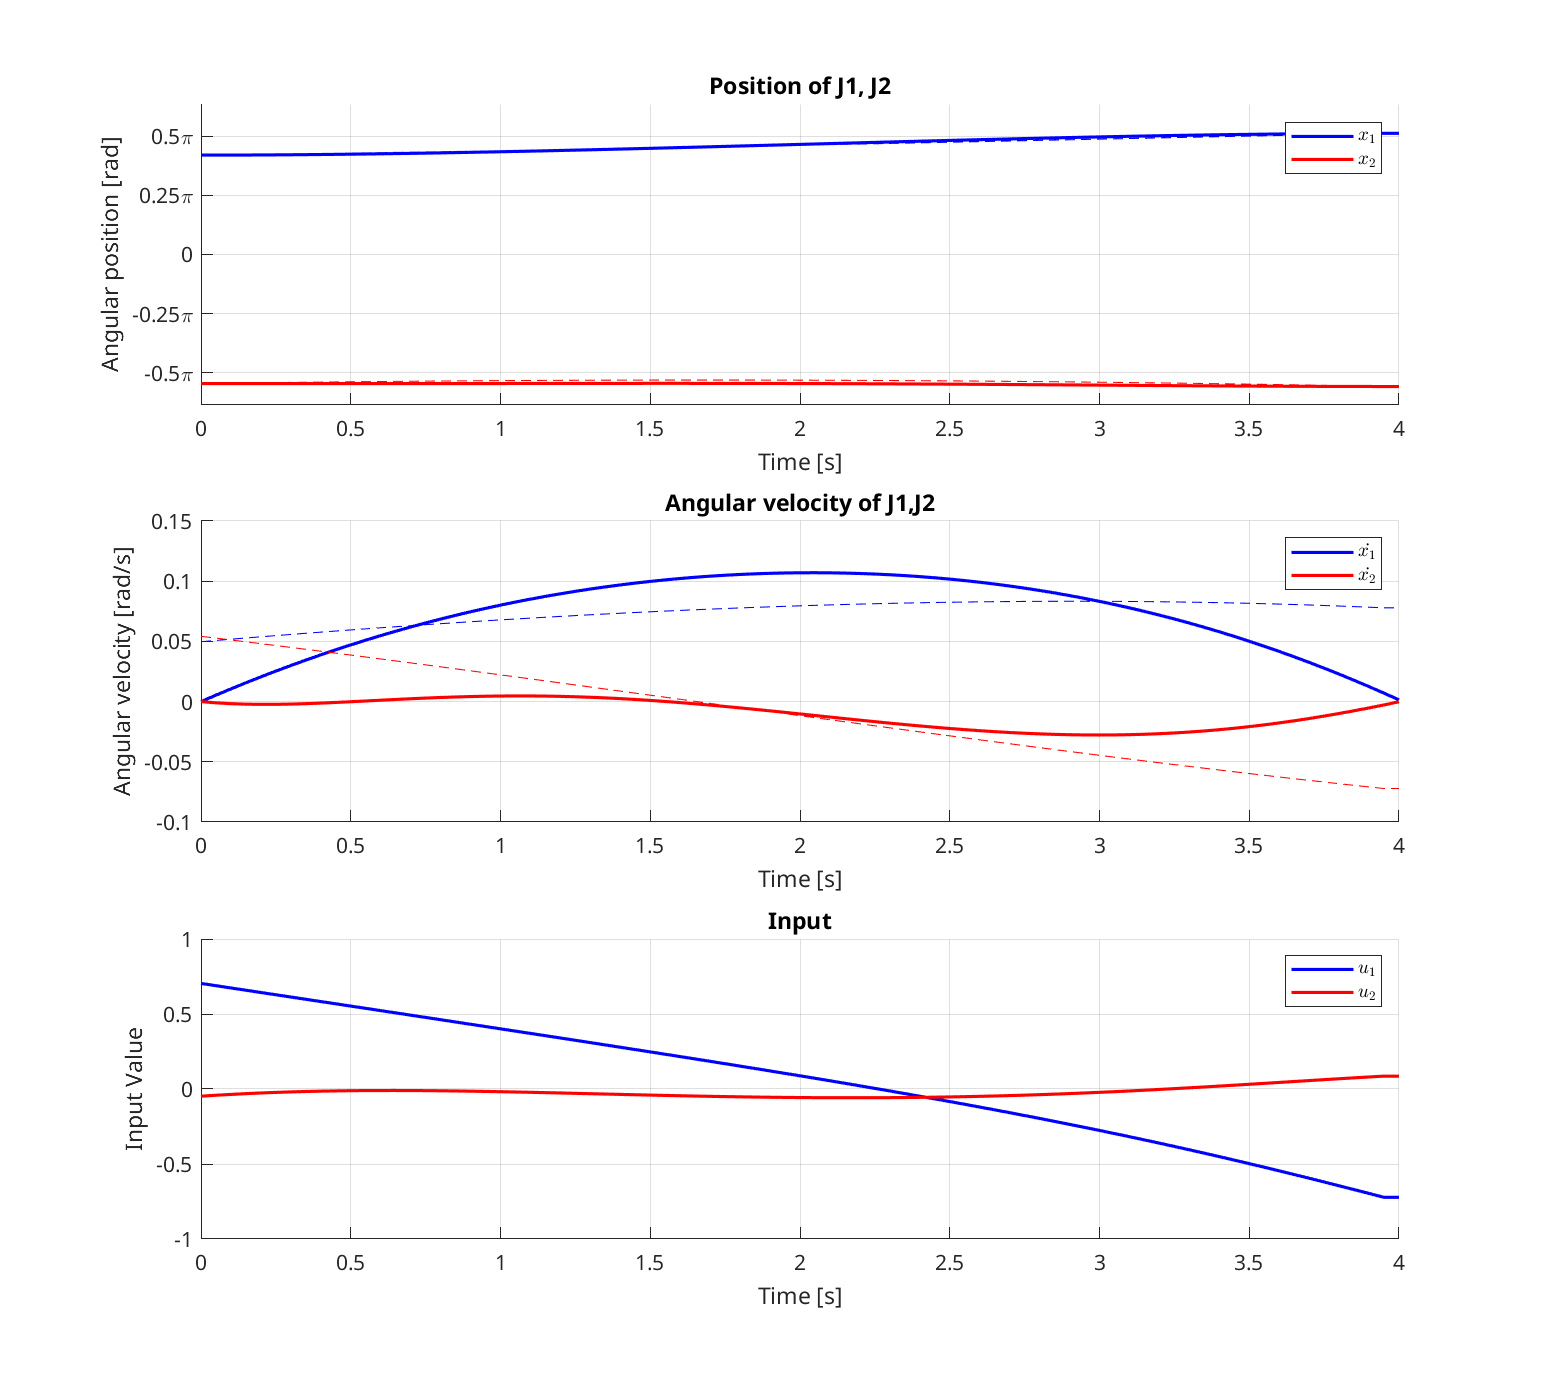 Position of J1, J2
Angular position [rad]
0.5π
0.25π
0
-0.25π
-0.5π
x₁
x₂
0 0.5 1 1.5 2 2.5 3 3.5 4
Time [s]
Angular velocity of J1,J2
Angular velocity [rad/s]
0.15
0.1
0.05
0
-0.05
-0.1
ẋ₁
ẋ₂
0 0.5 1 1.5 2 2.5 3 3.5 4
Time [s]
Input
Input Value
1
0.5
0
-0.5
-1
u₁
u₂
0 0.5 1 1.5 2 2.5 3 3.5 4
Time [s]